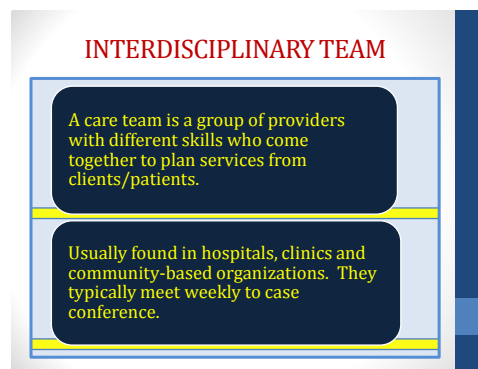 INTERDISCIPLINARY TEAM
A care team is a group of providers
with different skills who come
together to plan services from
clients/patients.
Usually found in hospitals, clinics and
community-based organizations.  They
typically meet weekly to case
conference.